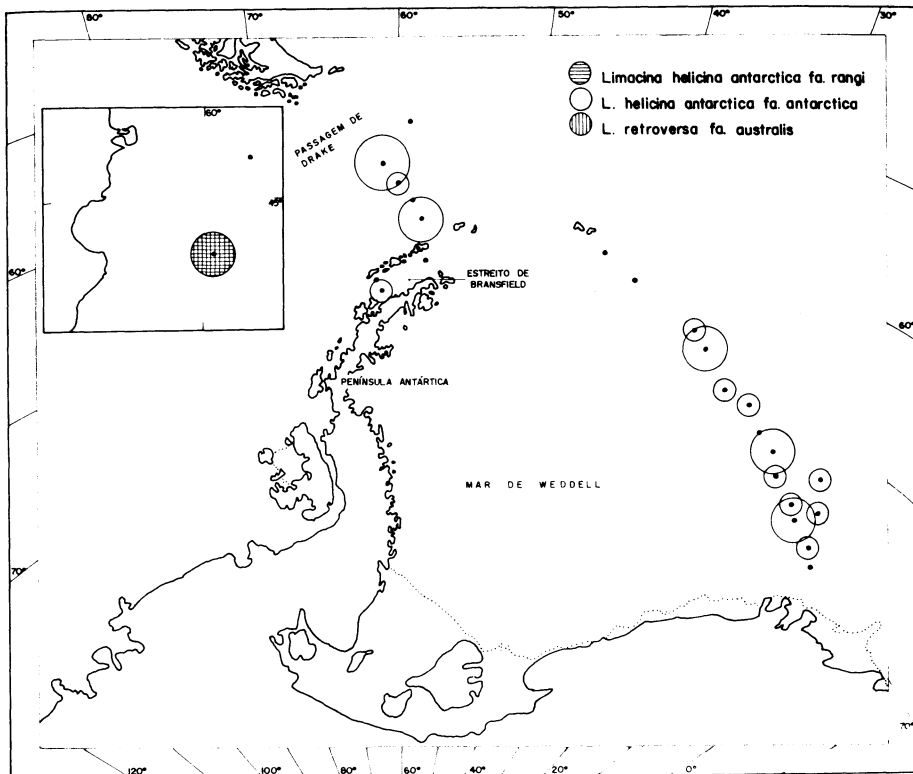 80°
70°
60°
50°
40°
30°
Limacina helicina antarctica fa. rangi
L. helicina antarctica fa. antarctica
L. retroversa fa. australis
PASSAGEM DE
DRAKE
60°
45°
60°
ESTREITO DE
BRANSFIELD
60°
PENÍNSULA ANTÁRTICA
MAR DE WEDDELL
70°
70°
120°
100°
80°
70°
60°
40°
20°
0°